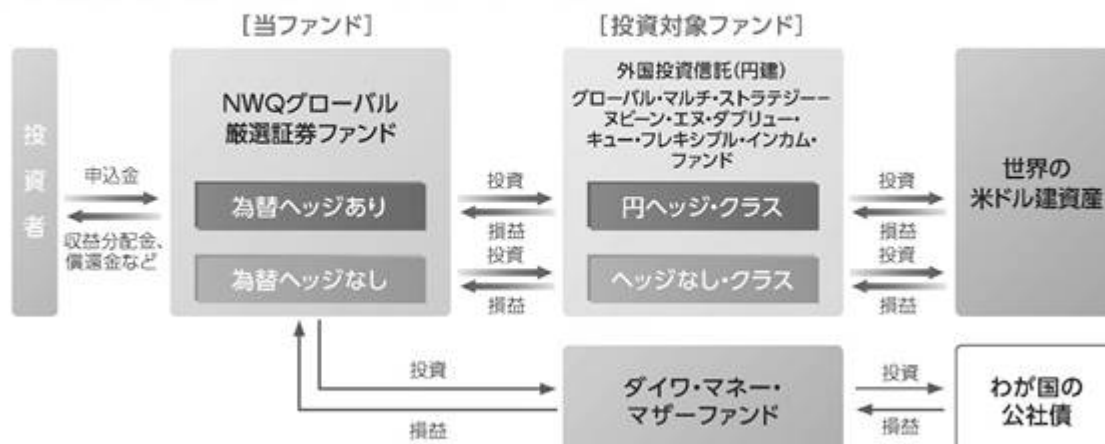 [当ファンド]
[投資対象ファンド]
投資者
申込金
収益分配金、
償還金など
NWQグローバル
厳選証券ファンド
為替ヘッジあり
為替ヘッジなし
投資
損益
投資
損益
外国投資信託(円建)
グローバル・マルチ・ストラテジー－
ヌビーン・エヌ・ダブリュー・
キュー・フレキシブル・インカム・
ファンド
円ヘッジ・クラス
ヘッジなし・クラス
投資
損益
投資
損益
世界の
米ドル建資産
投資
損益
ダイワ・マネー・
マザーファンド
投資
損益
わが国の
公社債